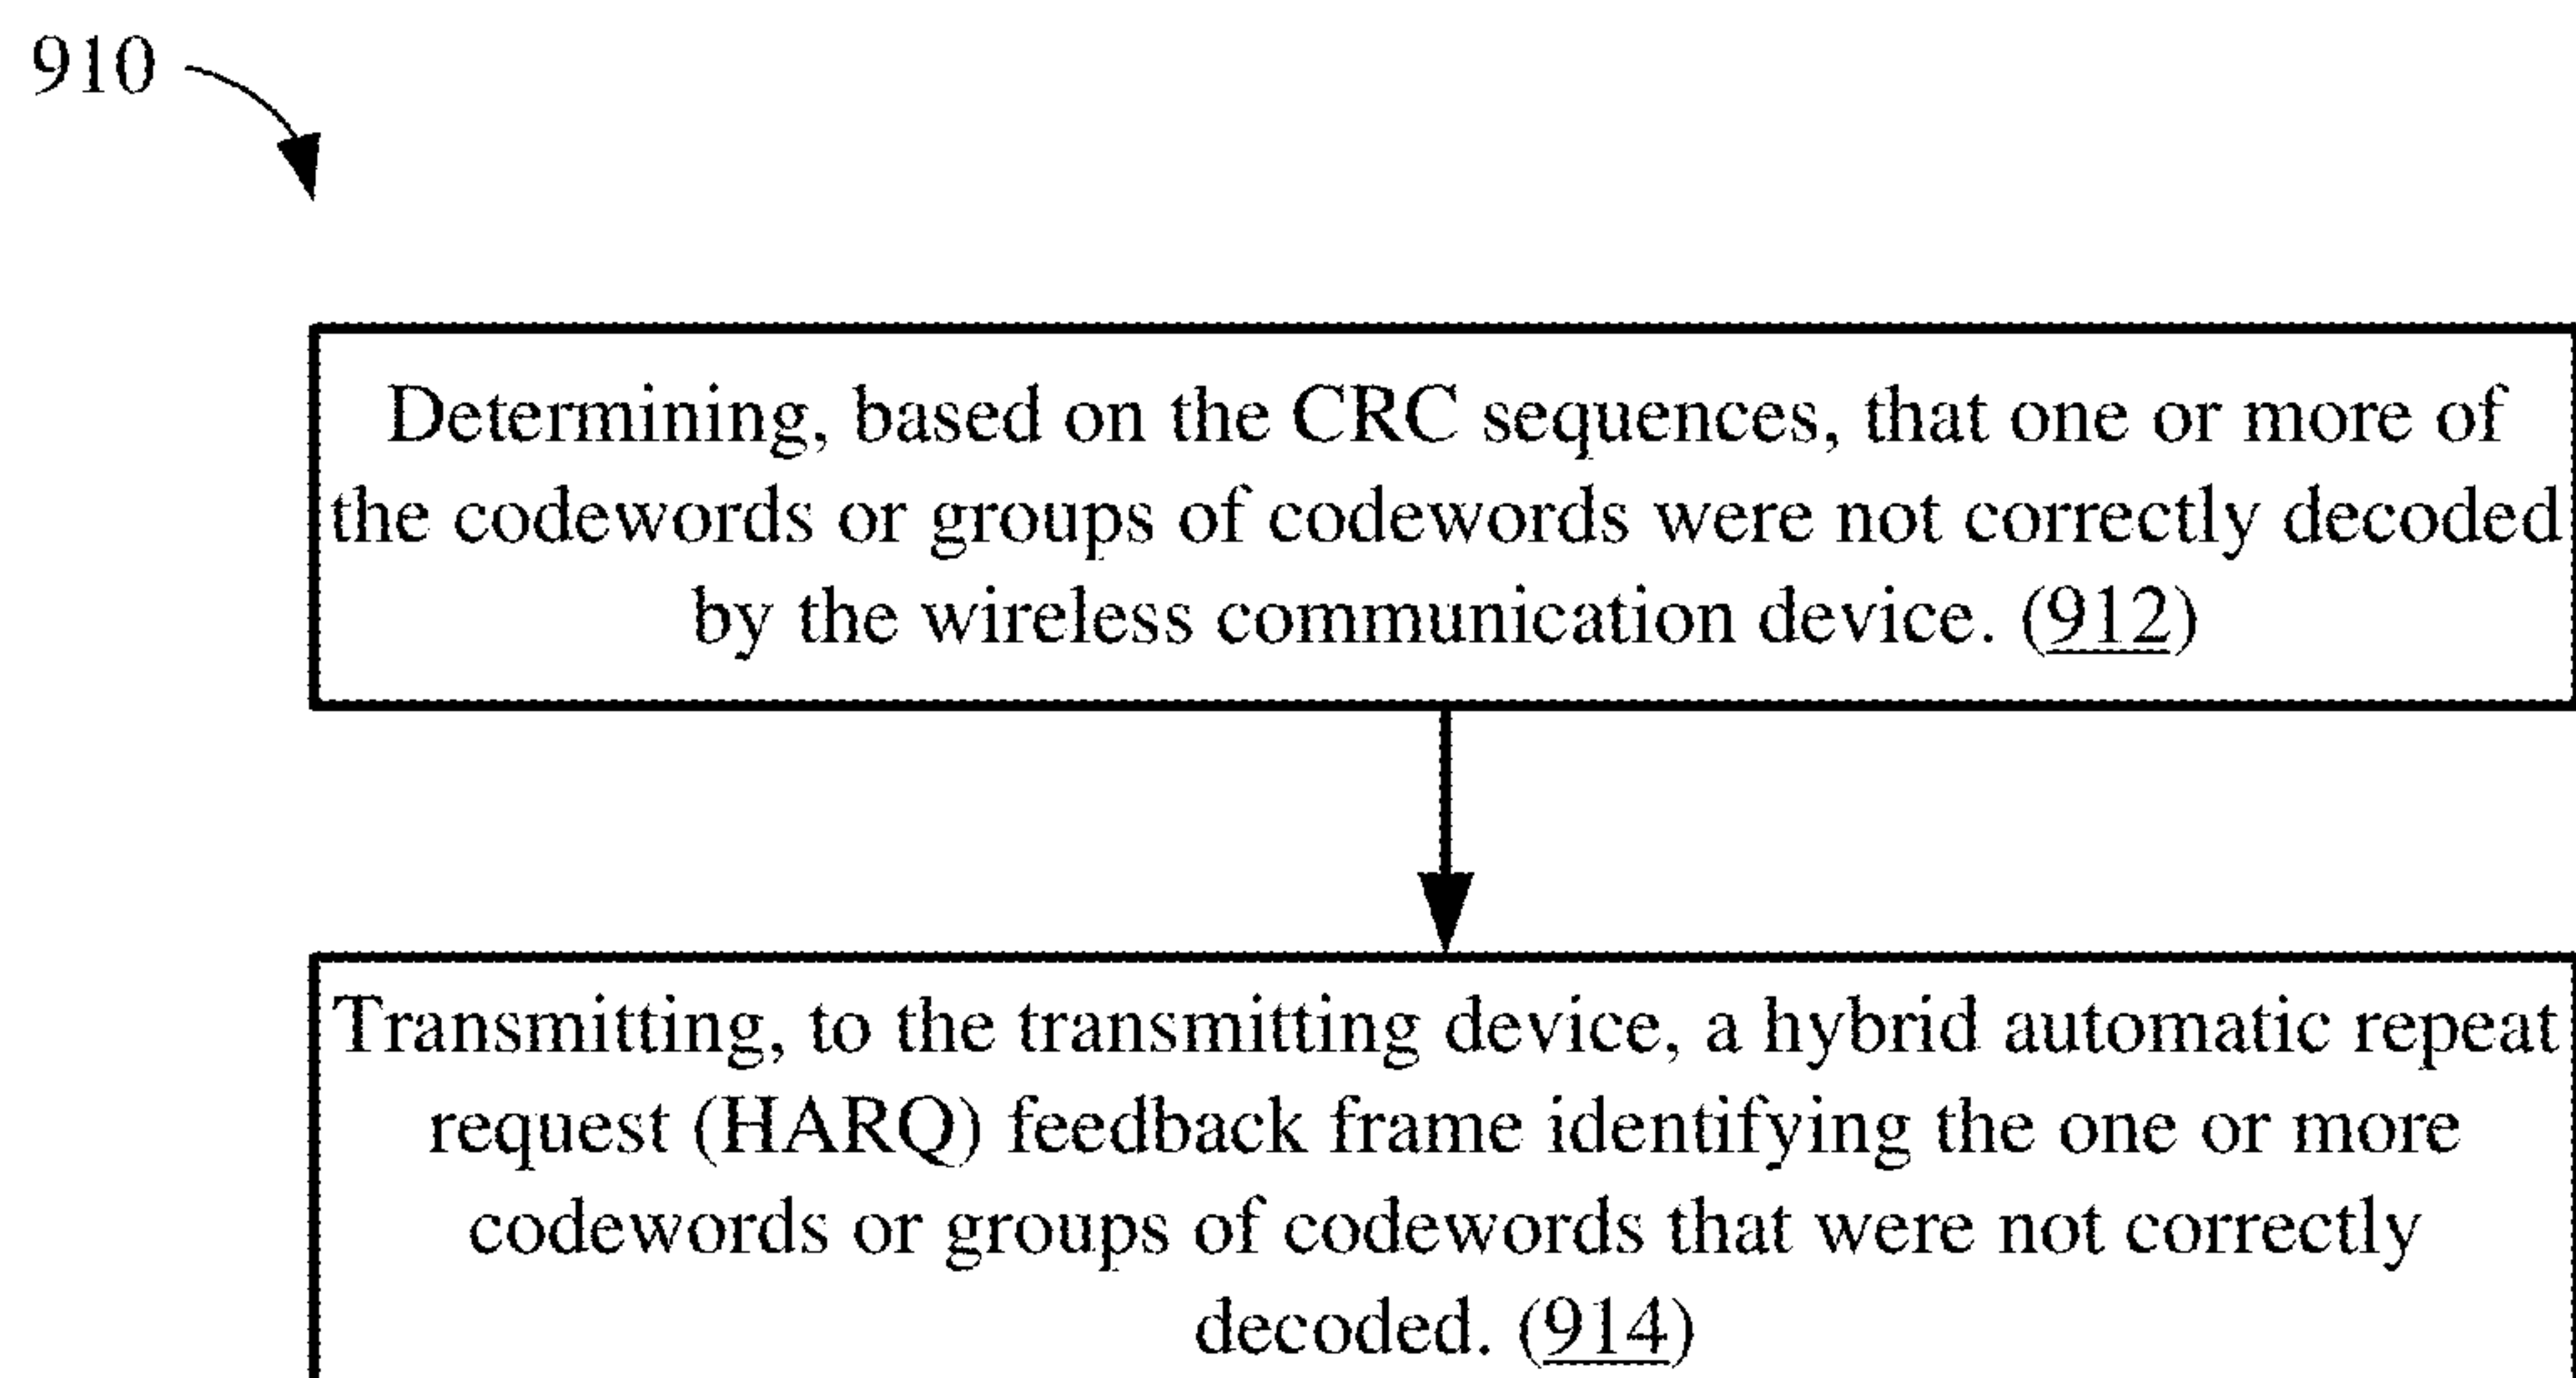 910
Determining, based on the CRC sequences, that one or more of
the codewords or groups of codewords were not correctly decoded
by the wireless communication device. (912)
Transmitting, to the transmitting device, a hybrid automatic repeat
request (HARQ) feedback frame identifying the one or more
codewords or groups of codewords that were not correctly
decoded. (914)